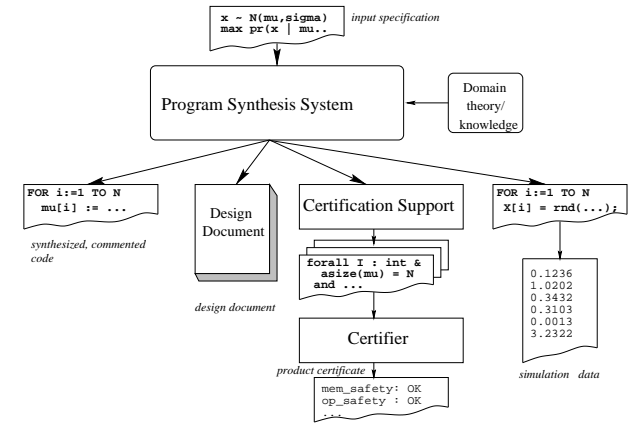 x ~ N(mu,sigma)
max pr(x | mu..
input specification
Program Synthesis System
Domain
theory/
knowledge
FOR i:=1 TO N
mu[i] := ...
synthesized, commented
code
Design
Document
design document
Certification Support
forall I : int &
asize(mu) = N
and ...
Certifier
product certificate
mem_safety: OK
op_safety : OK
...
FOR i:=1 TO N
X[i] = rnd(...);
0.1236
1.0202
0.3432
0.3103
0.0013
3.2322
simulation data